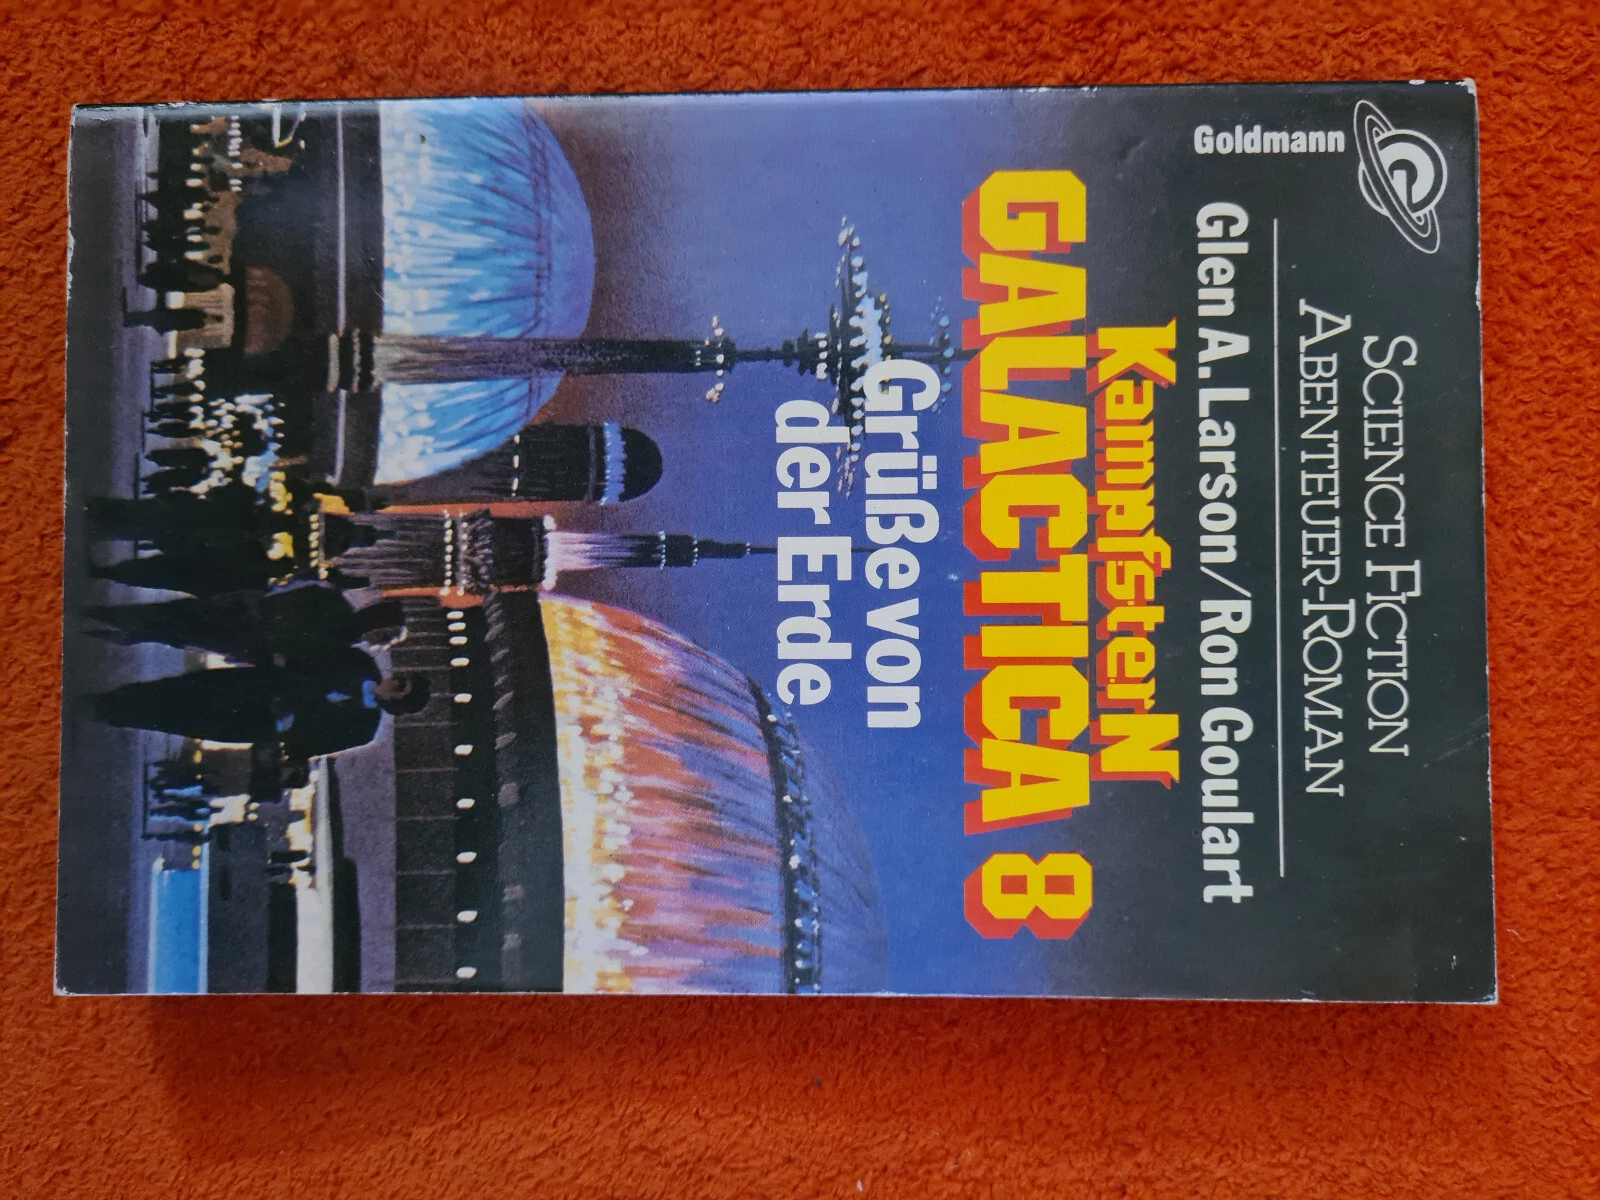 Goldmann
SCIENCE FICTION
ABENTEUER-ROMAN
Glen A. Larson/Ron Goulart
KampfsterN
GALACTICA 8
Grüße von
der Erde